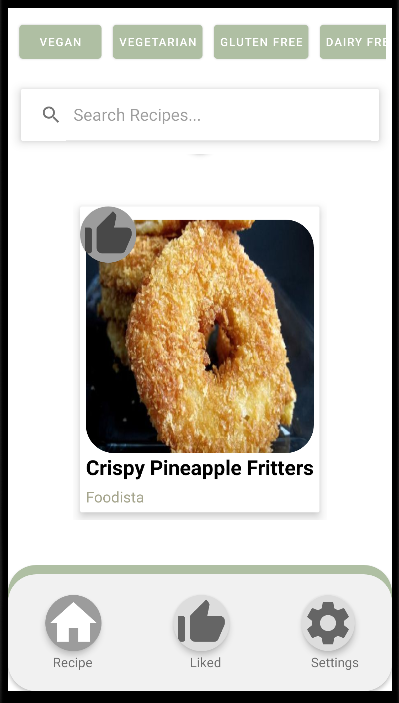 VEGAN VEGETARIAN GLUTEN FREE DAIRY FRE
Search Recipes...
Crispy Pineapple Fritters
Foodista
Recipe Liked Settings